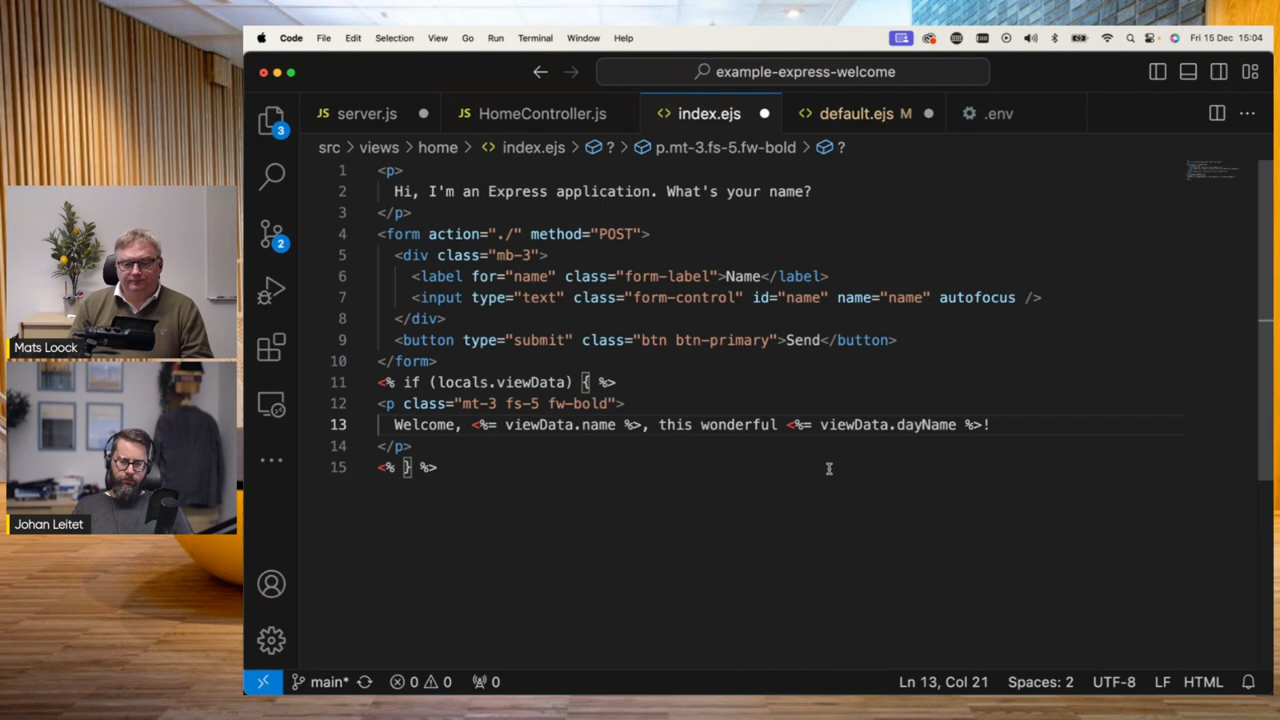 Code File Edit Selection View Go Run Terminal Window Help Fri 15 Dec 15:04
example-express-welcome
JS server.js JS HomeController.js <> index.ejs <> default.ejs M .env
src > views > home > <> index.ejs > ? > p.mt-3.fs-5.fw-bold > ?
1 <p>
2 Hi, I'm an Express application. What's your name?
3 </p>
4 <form action="./" method="POST">
5 <div class="mb-3">
6 <label for="name" class="form-label">Name</label>
7 <input type="text" class="form-control" id="name" name="name" autofocus />
8 </div>
9 <button type="submit" class="btn btn-primary">Send</button>
10 </form>
11 <% if (locals.viewData) { %>
12 <p class="mt-3 fs-5 fw-bold">
13 Welcome, <%= viewData.name %>, this wonderful <%= viewData.dayName %>!
14 </p>
15 <% } %>
3
2
Mats Loock
Johan Leitet
main* 0 0 0 Ln 13, Col 21 Spaces: 2 UTF-8 LF HTML